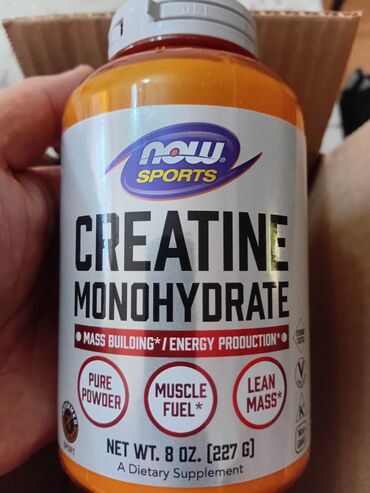 NOW®
SPORTS
CREATINE
MONOHYDRATE
• MASS BUILDING* / ENERGY PRODUCTION* •
PURE
POWDER
MUSCLE
FUEL*
LEAN
MASS*
NET WT. 8 OZ. (227 G)
A Dietary Supplement